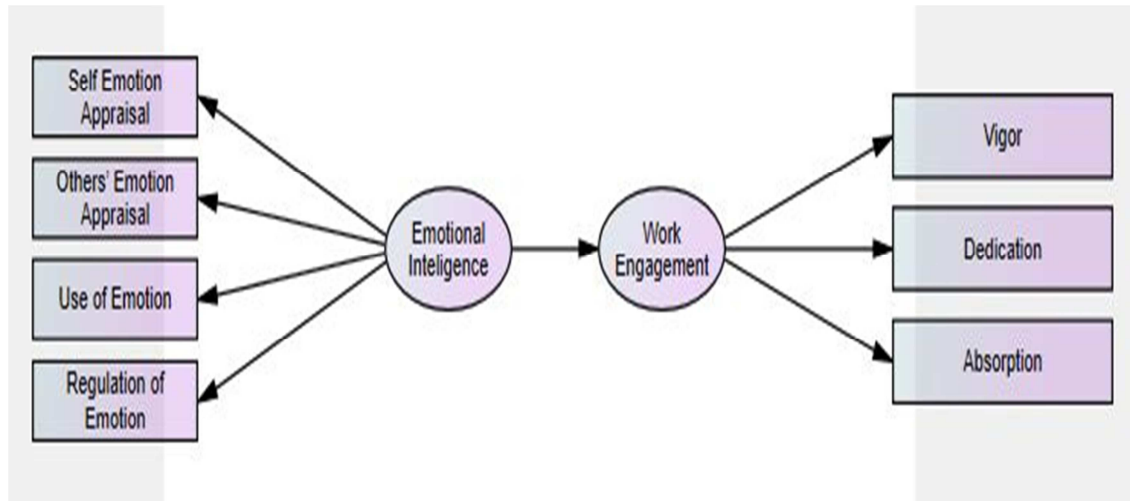 Self Emotion
Appraisal
Others' Emotion
Appraisal
Use of Emotion
Regulation of
Emotion
Emotional
Inteligence
Work
Engagement
Vigor
Dedication
Absorption